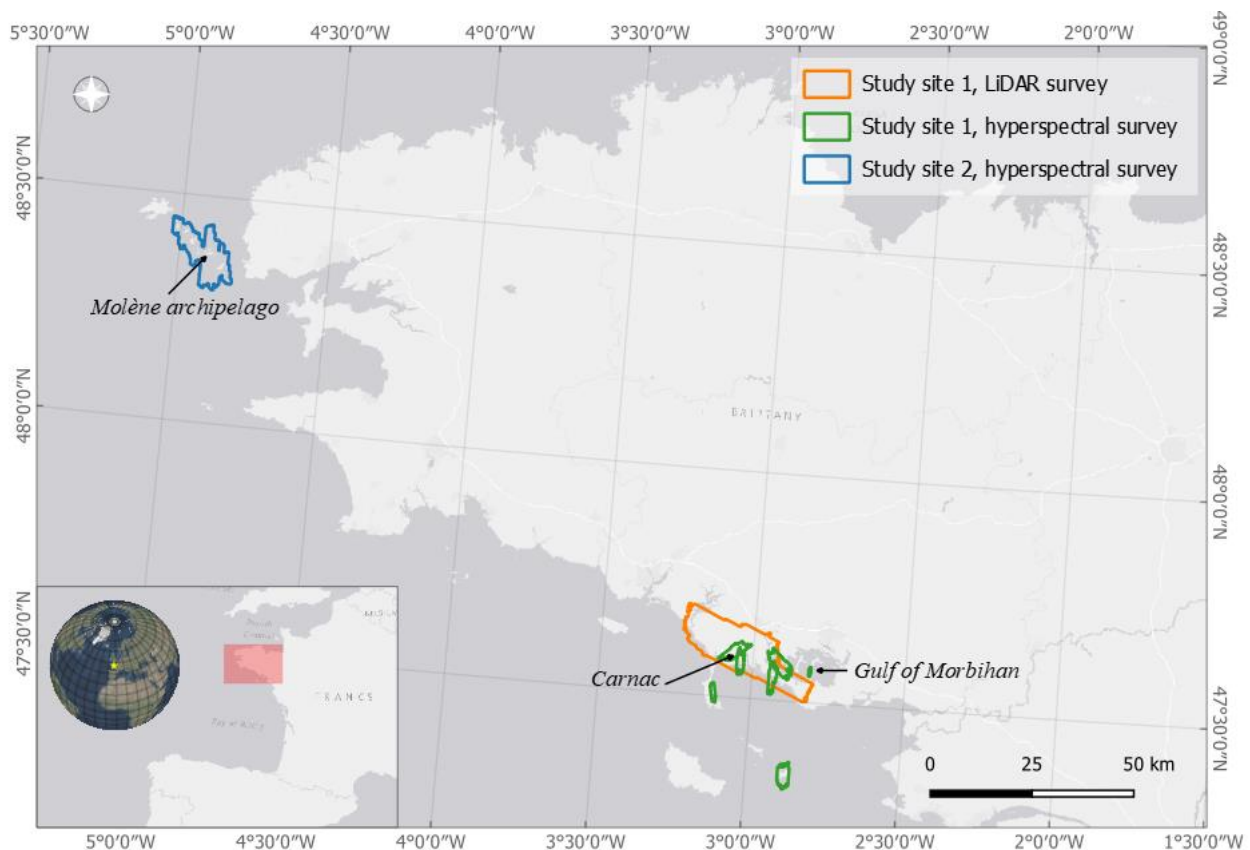 5°30′0″W 5°0′0″W 4°30′0″W 4°0′0″W 3°30′0″W 3°0′0″W 2°30′0″W 2°0′0″W
49°0′0″N
Study site 1, LiDAR survey
Study site 1, hyperspectral survey
Study site 2, hyperspectral survey
48°30′0″N
48°30′0″N
Molène archipelago
48°0′0″N
BRITTANY
48°0′0″N
47°30′0″N
Carnac
Gulf of Morbihan
FRANCE
47°30′0″N
0 25 50 km
5°0′0″W 4°30′0″W 4°0′0″W 3°30′0″W 3°0′0″W 2°30′0″W 2°0′0″W 1°30′0″W